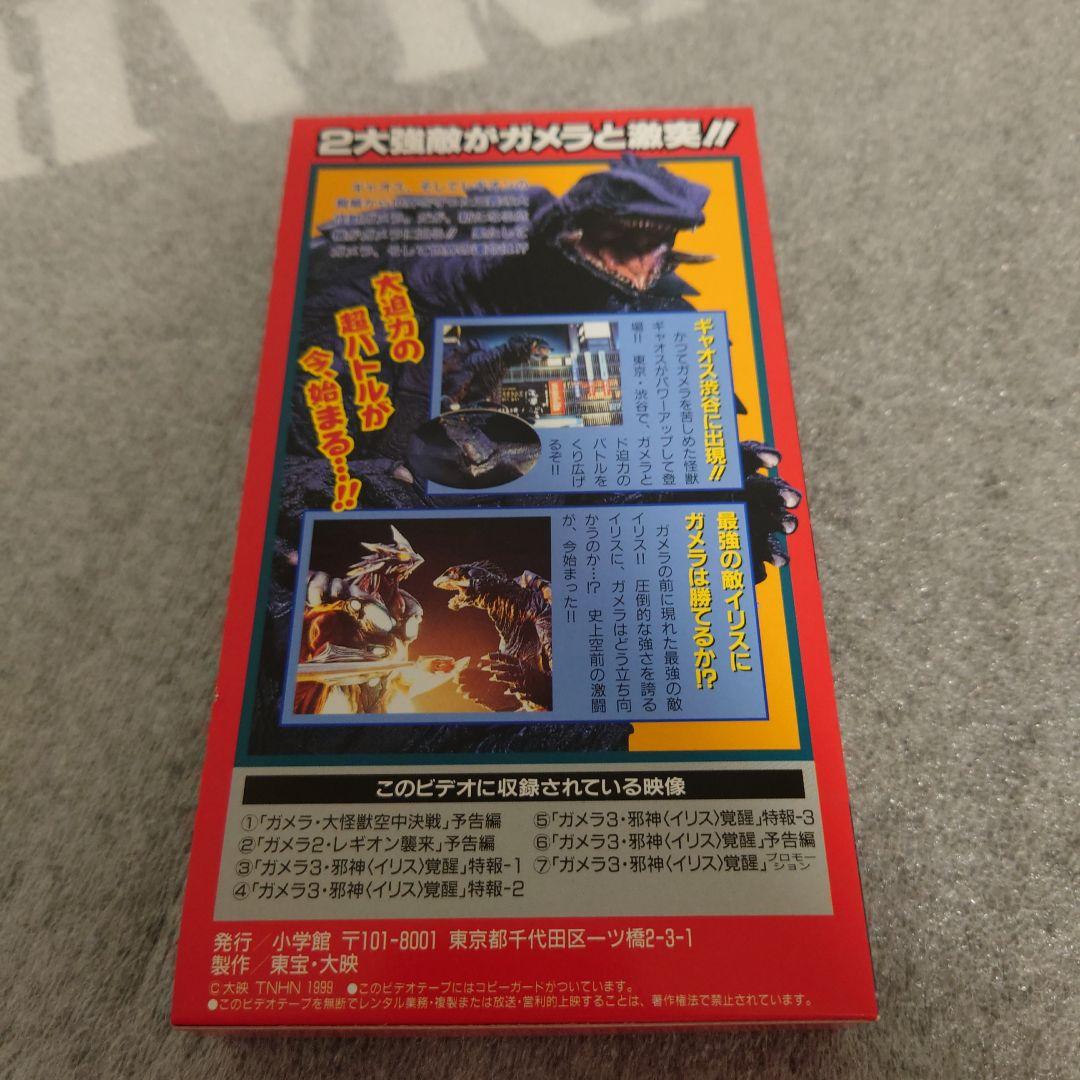 2大強敵がガメラと激突!!
ギャオス、そしてレギオンの
ガメラ、そして
大迫力の
超バトルが
今、始まる…!!
ギャオス渋谷に出現!!
かつてガメラを苦しめた怪獣
ギャオスがパワーアップして登
場!! 東京・渋谷で、ガメラと
ド迫力の
バトルを
くり広げ
るぞ!!
最強の敵イリスに
ガメラは勝てるか!?
ガメラの前に現れた最強の敵
イリス!! 圧倒的な強さを誇る
イリスに、ガメラはどう立ち向
かうのか…!? 史上空前の激闘
が、今始まった!!
このビデオに収録されている映像
①「ガメラ・大怪獣空中決戦」予告編
②「ガメラ2・レギオン襲来」予告編
③「ガメラ3・邪神〈イリス〉覚醒」特報-1
④「ガメラ3・邪神〈イリス〉覚醒」特報-2
⑤「ガメラ3・邪神〈イリス〉覚醒」特報-3
⑥「ガメラ3・邪神〈イリス〉覚醒」予告編
⑦「ガメラ3・邪神〈イリス〉覚醒」プロモーション
発行/小学館 〒101-8001 東京都千代田区一ツ橋2-3-1
製作/東宝・大映
©大映 TNHN 1999 ●このビデオテープにはコピーガードがついています。
●このビデオテープを無断でレンタル業務・複製または放送・営利的上映することは、著作権法で禁止されています。